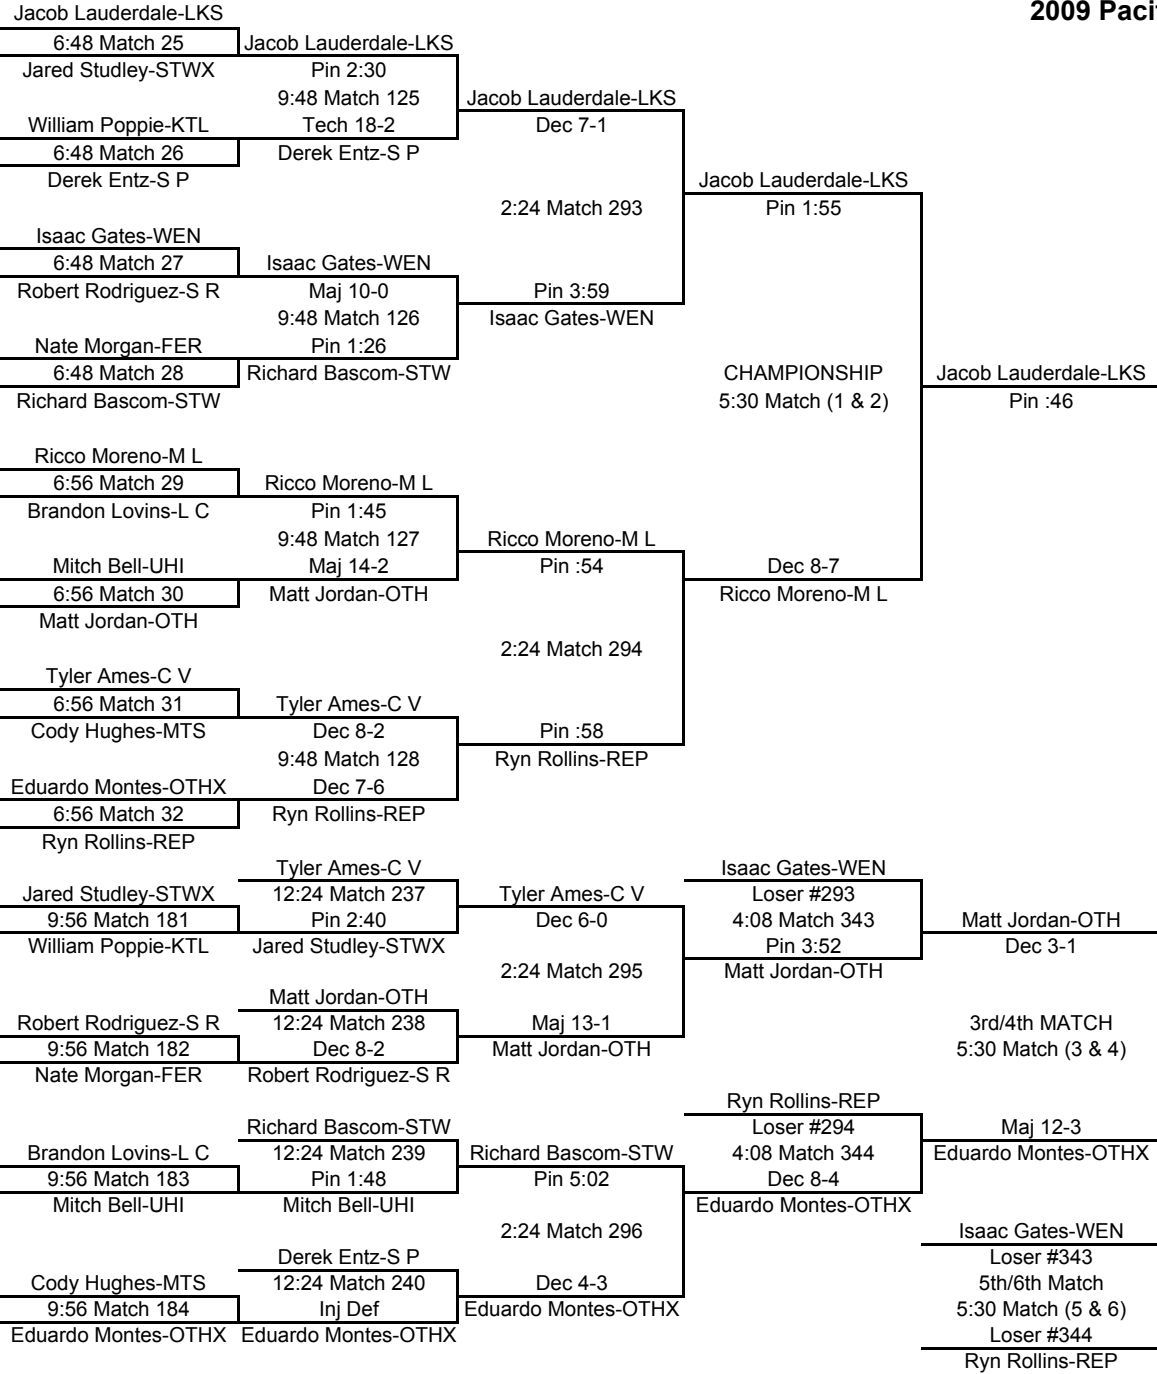 Jacob Lauderdale-LKS
2009 Paci
6:48 Match 25
Jacob Lauderdale-LKS
Jared Studley-STWX
Pin 2:30
9:48 Match 125
Jacob Lauderdale-LKS
William Poppie-KTL
Tech 18-2
Dec 7-1
6:48 Match 26
Derek Entz-S P
Derek Entz-S P
Jacob Lauderdale-LKS
2:24 Match 293
Pin 1:55
Isaac Gates-WEN
6:48 Match 27
Isaac Gates-WEN
Robert Rodriguez-S R
Maj 10-0
Pin 3:59
9:48 Match 126
Isaac Gates-WEN
Nate Morgan-FER
Pin 1:26
6:48 Match 28
Richard Bascom-STW
CHAMPIONSHIP
Jacob Lauderdale-LKS
Richard Bascom-STW
5:30 Match (1 & 2)
Pin :46
Ricco Moreno-M L
6:56 Match 29
Ricco Moreno-M L
Brandon Lovins-L C
Pin 1:45
9:48 Match 127
Ricco Moreno-M L
Mitch Bell-UHI
Maj 14-2
Pin :54
Dec 8-7
6:56 Match 30
Matt Jordan-OTH
Ricco Moreno-M L
Matt Jordan-OTH
2:24 Match 294
Tyler Ames-C V
6:56 Match 31
Tyler Ames-C V
Cody Hughes-MTS
Dec 8-2
Pin :58
9:48 Match 128
Ryn Rollins-REP
Eduardo Montes-OTHX
Dec 7-6
6:56 Match 32
Ryn Rollins-REP
Ryn Rollins-REP
Tyler Ames-C V
Isaac Gates-WEN
Jared Studley-STWX
12:24 Match 237
Tyler Ames-C V
Loser #293
9:56 Match 181
Pin 2:40
Dec 6-0
4:08 Match 343
Matt Jordan-OTH
William Poppie-KTL
Jared Studley-STWX
Pin 3:52
Dec 3-1
2:24 Match 295
Matt Jordan-OTH
Matt Jordan-OTH
Robert Rodriguez-S R
12:24 Match 238
Maj 13-1
3rd/4th MATCH
9:56 Match 182
Dec 8-2
Matt Jordan-OTH
5:30 Match (3 & 4)
Nate Morgan-FER
Robert Rodriguez-S R
Ryn Rollins-REP
Richard Bascom-STW
Loser #294
Maj 12-3
Brandon Lovins-L C
12:24 Match 239
Richard Bascom-STW
4:08 Match 344
Eduardo Montes-OTHX
9:56 Match 183
Pin 1:48
Pin 5:02
Dec 8-4
Mitch Bell-UHI
Mitch Bell-UHI
Eduardo Montes-OTHX
2:24 Match 296
Isaac Gates-WEN
Derek Entz-S P
Loser #343
Cody Hughes-MTS
12:24 Match 240
Dec 4-3
5th/6th Match
9:56 Match 184
Inj Def
Eduardo Montes-OTHX
5:30 Match (5 & 6)
Eduardo Montes-OTHX
Eduardo Montes-OTHX
Loser #344
Ryn Rollins-REP